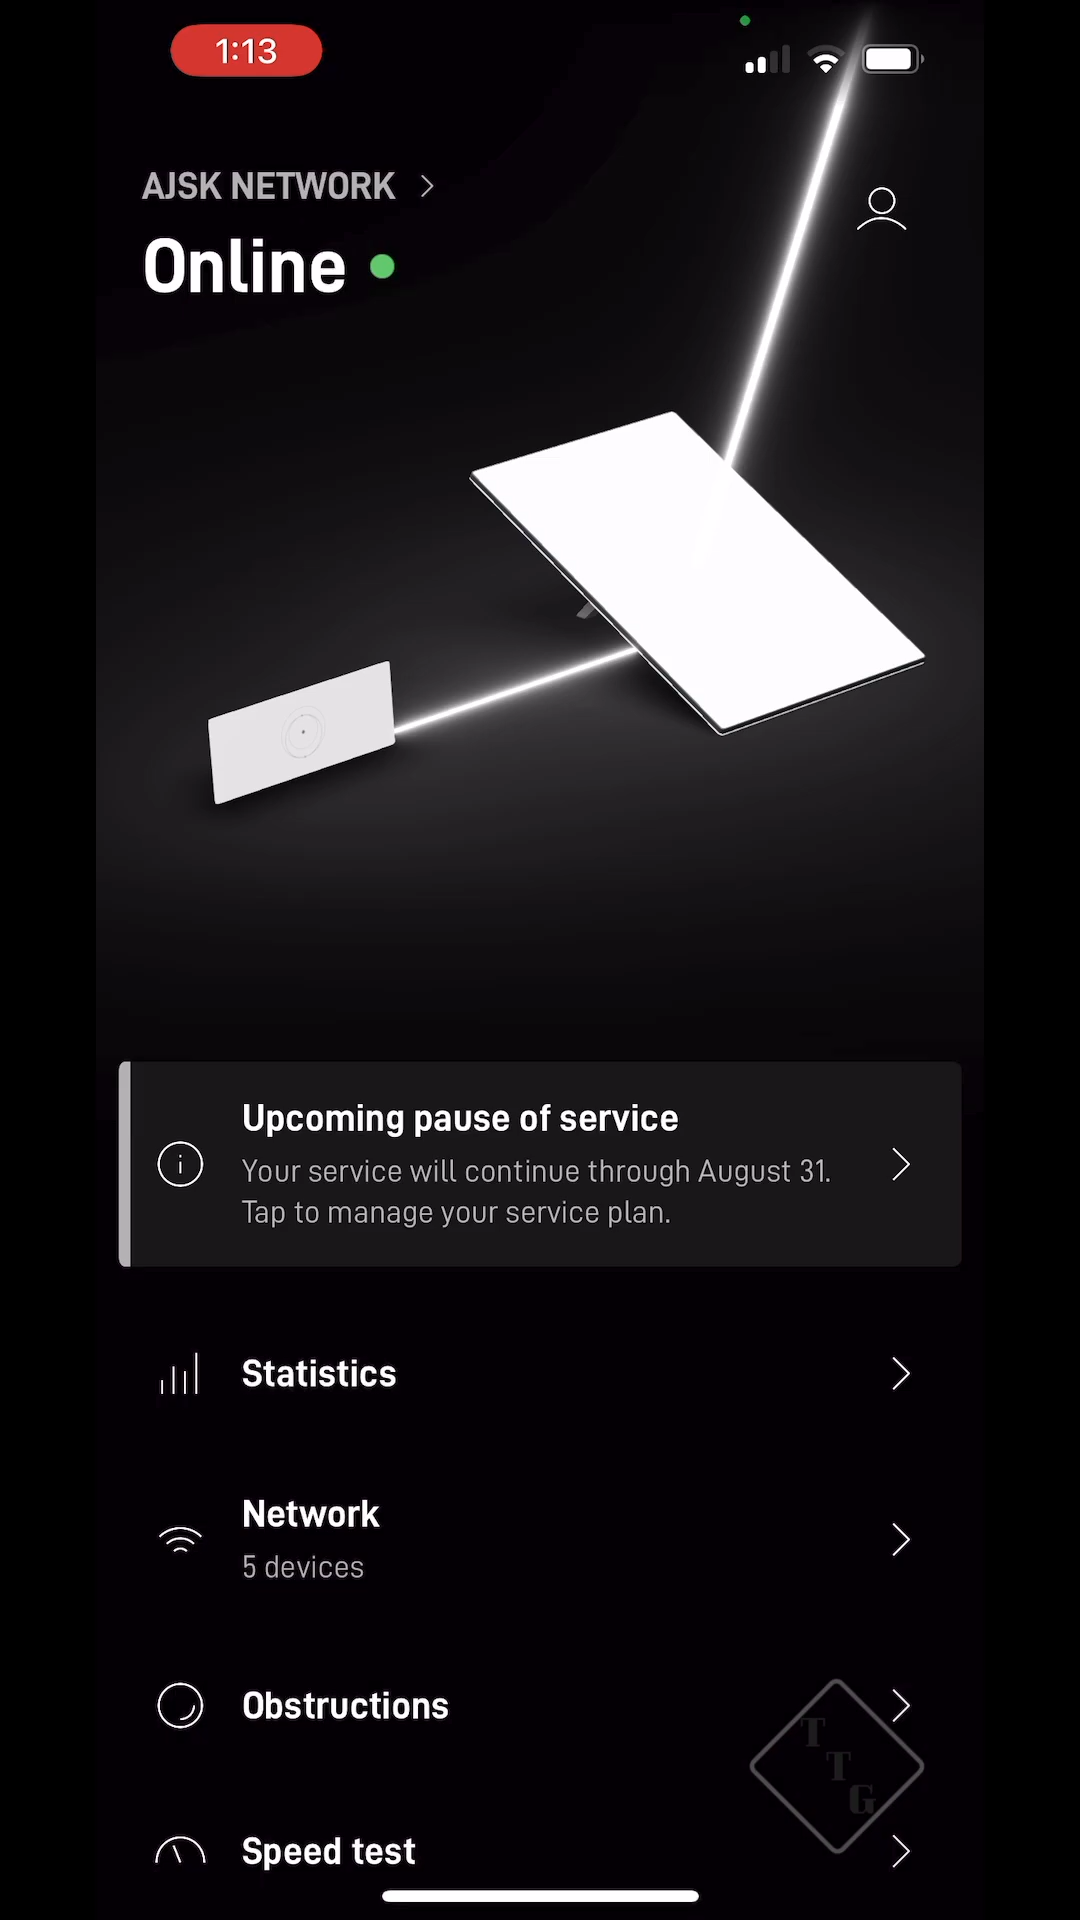 1:13
AJSK NETWORK
Online
Upcoming pause of service
Your service will continue through August 31.
Tap to manage your service plan.
Statistics
Network
5 devices
Obstructions
T
T
G
Speed test